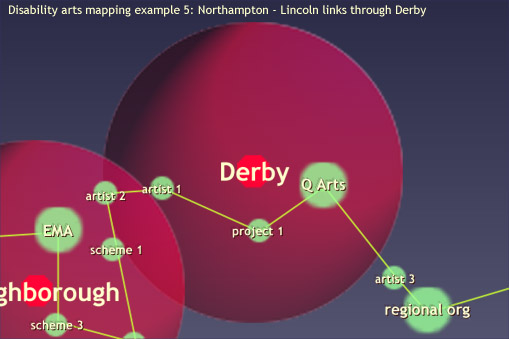 Disability arts mapping example 5: Northampton - Lincoln links through Derby
Derby
Q Arts
artist 1
artist 2
project 1
EMA
scheme 1
artist 3
ghborough
regional org
scheme 3